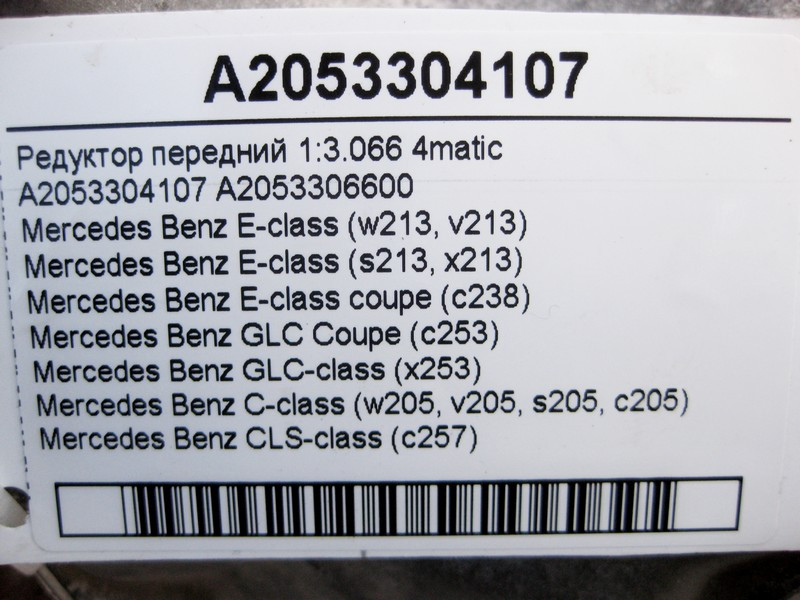 A2053304107
Редуктор передний 1:3.066 4matic
A2053304107 A2053306600
Mercedes Benz E-class (w213, v213)
Mercedes Benz E-class (s213, x213)
Mercedes Benz E-class coupe (c238)
Mercedes Benz GLC Coupe (c253)
Mercedes Benz GLC-class (x253)
Mercedes Benz C-class (w205, v205, s205, c205)
Mercedes Benz CLS-class (c257)